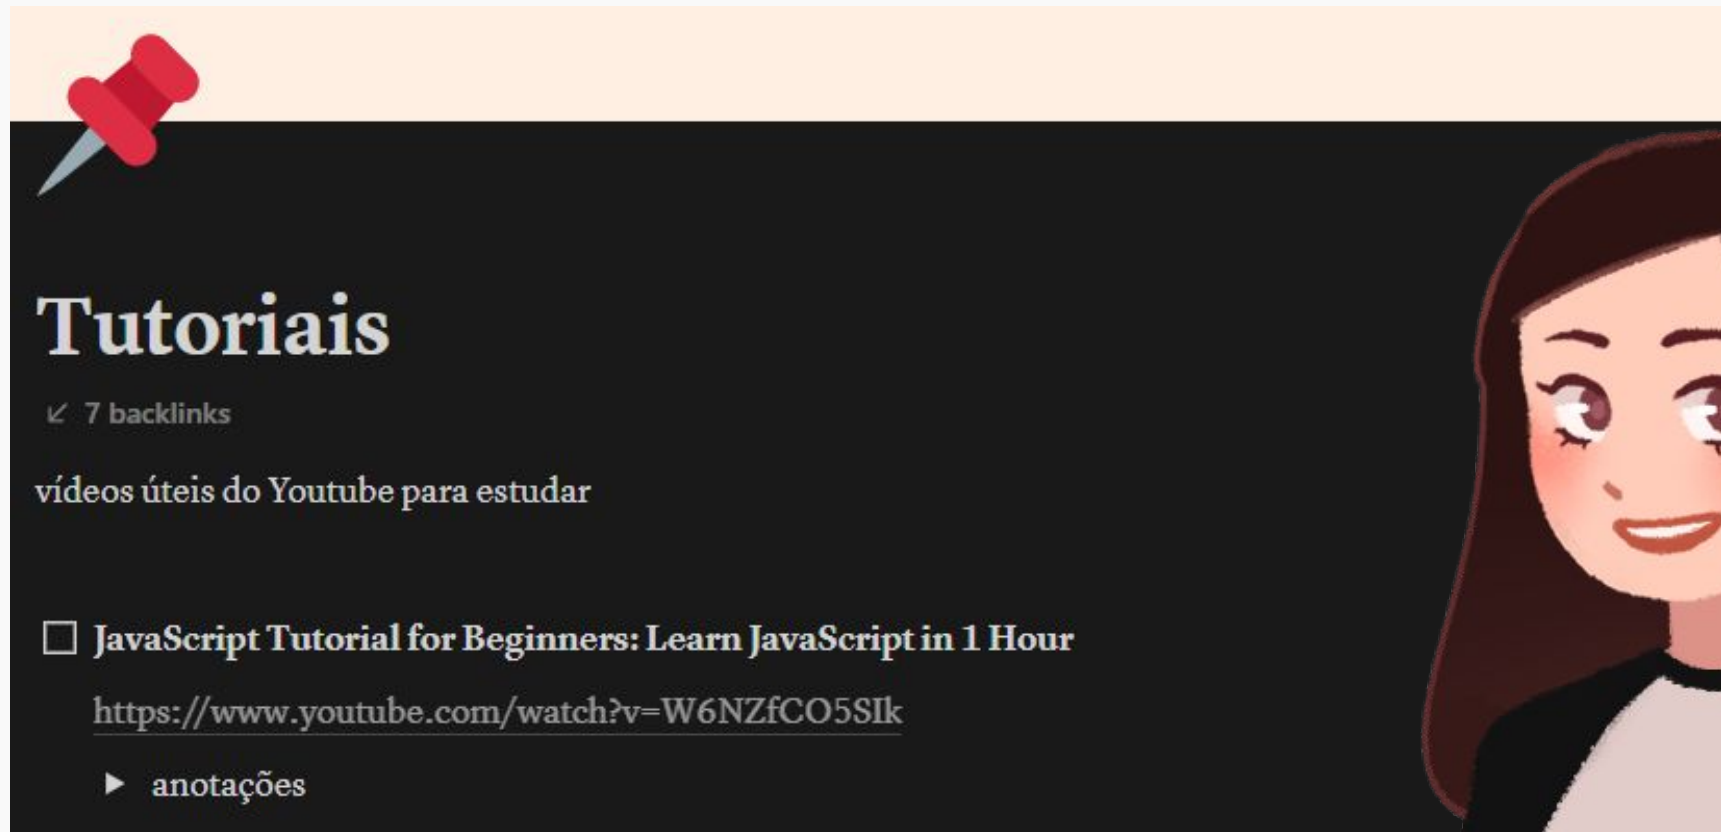 Tutoriais
7 backlinks
vídeos úteis do Youtube para estudar
JavaScript Tutorial for Beginners: Learn JavaScript in 1 Hour
https://www.youtube.com/watch?v=W6NZfCO5SIk
anotações